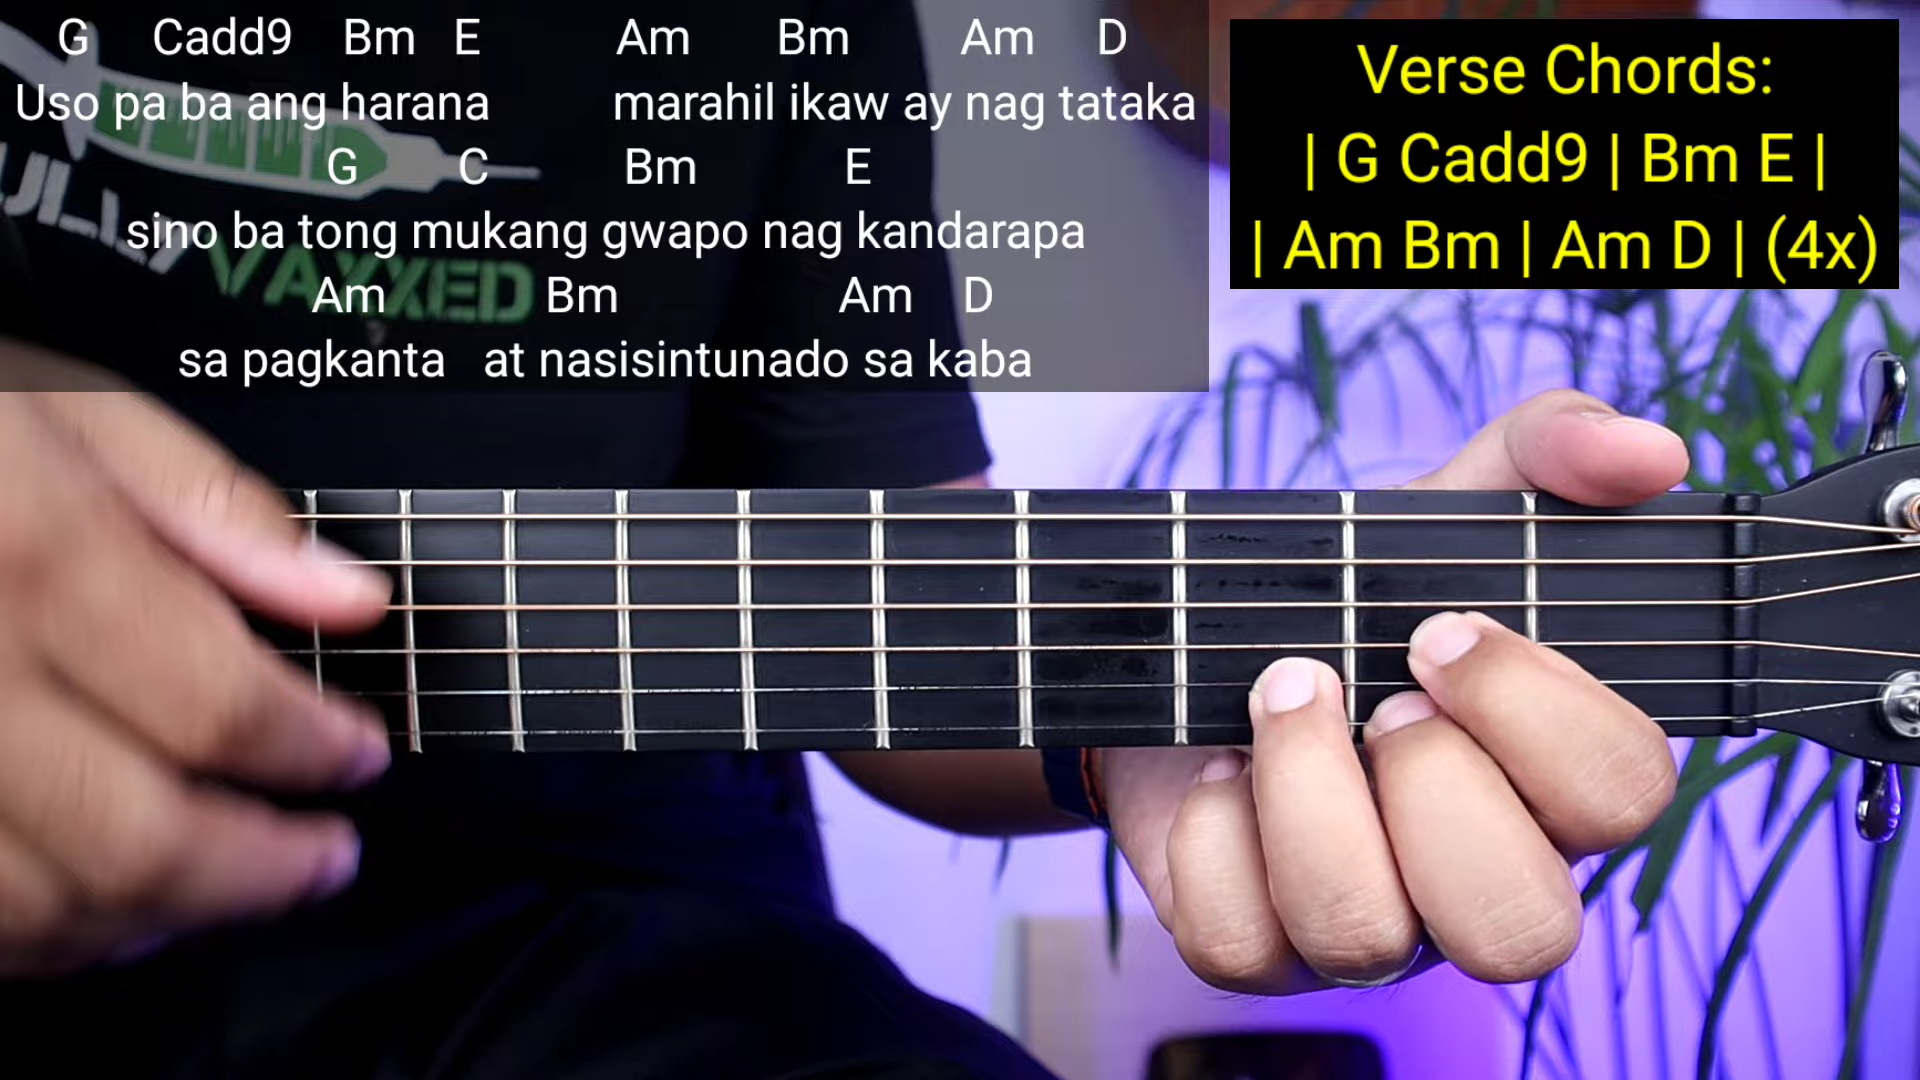 G Cadd9 Bm E Am Bm Am D
Uso pa ba ang harana marahil ikaw ay nag tataka
G C Bm E
sino ba tong mukang gwapo nag kandarapa
Am Bm Am D
sa pagkanta at nasisintunado sa kaba
Verse Chords:
| G Cadd9 | Bm E |
| Am Bm | Am D | (4x)
VAXXED